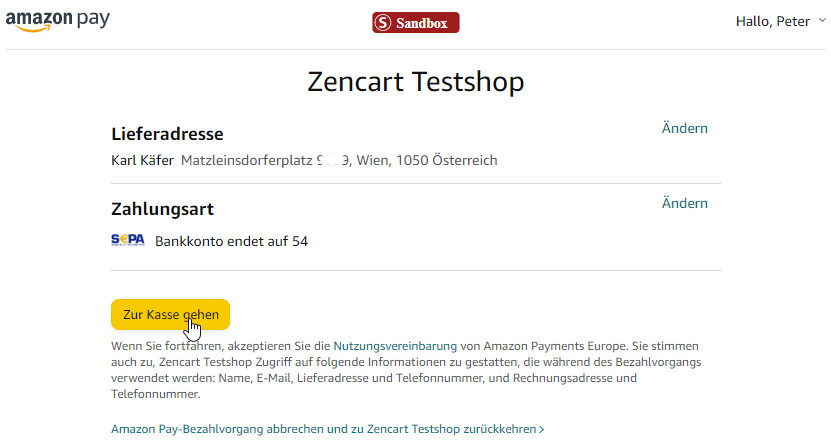 amazon pay
S Sandbox
Hallo, Peter
Zencart Testshop
Lieferadresse
Ändern
Karl Käfer Matzleinsdorferplatz , Wien, 1050 Österreich
Zahlungsart
Ändern
SEPA Bankkonto endet auf 54
Zur Kasse gehen
Wenn Sie fortfahren, akzeptieren Sie die Nutzungsvereinbarung von Amazon Payments Europe. Sie stimmen
auch zu, Zencart Testshop Zugriff auf folgende Informationen zu gestatten, die während des Bezahlvorgangs
verwendet werden: Name, E-Mail, Lieferadresse und Telefonnummer, und Rechnungsadresse und
Telefonnummer.
Amazon Pay-Bezahlvorgang abbrechen und zu Zencart Testshop zurückkehren